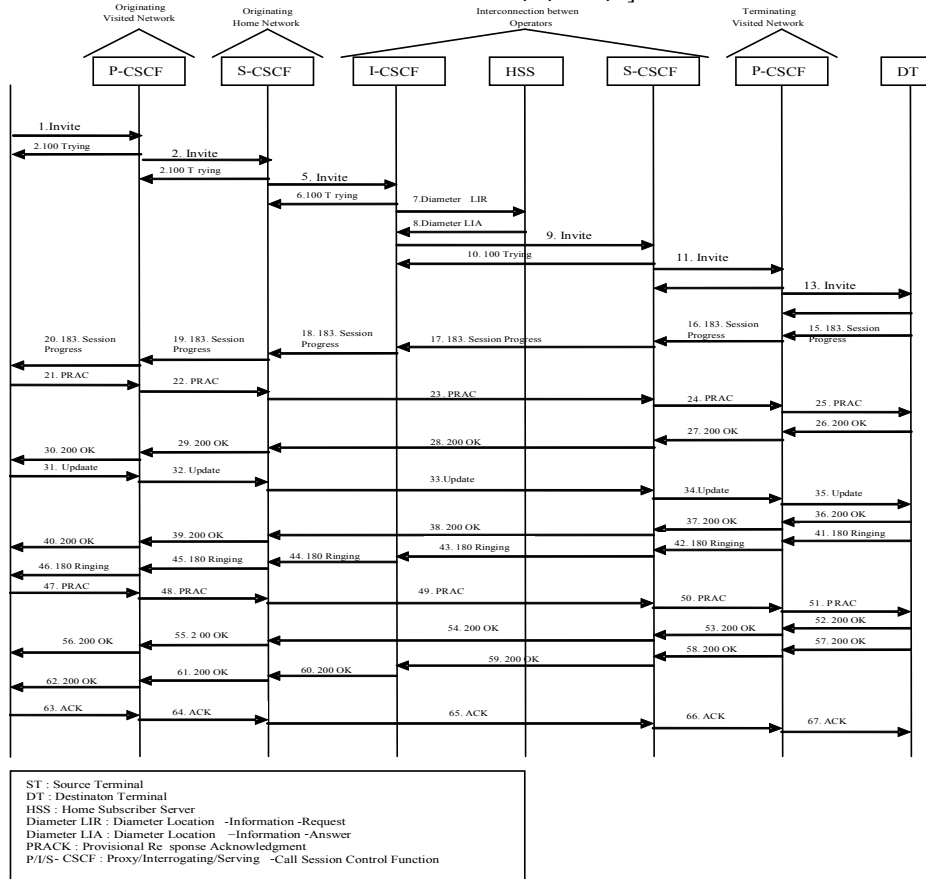 Originating
Visited Network
Originating
Home Network
Interconnection betwen
Operators
Terminating
Visited Network
P-CSCF
S-CSCF
I-CSCF
HSS
S-CSCF
P-CSCF
DT
1.Invite
2.100 Trying
2. Invite
2.100 T rying
5. Invite
6.100 T rying
7.Diameter LIR
8.Diameter LIA
9. Invite
10. 100 Trying
11. Invite
13. Invite
15. 183. Session
Progress
16. 183. Session
Progress
17. 183. Session Progress
18. 183. Session
Progress
19. 183. Session
Progress
20. 183. Session
Progress
21. PRAC
22. PRAC
23. PRAC
24. PRAC
25. PRAC
26. 200 OK
27. 200 OK
28. 200 OK
29. 200 OK
30. 200 OK
31. Updaate
32. Update
33.Update
34.Update
35. Update
36. 200 OK
37. 200 OK
38. 200 OK
39. 200 OK
40. 200 OK
41. 180 Ringing
42. 180 Ringing
43. 180 Ringing
44. 180 Ringing
45. 180 Ringing
46. 180 Ringing
47. PRAC
48. PRAC
49. PRAC
50. PRAC
51. P RAC
52. 200 OK
53. 200 OK
54. 200 OK
55. 2 00 OK
56. 200 OK
57. 200 OK
58. 200 OK
59. 200 OK
60. 200 OK
61. 200 OK
62. 200 OK
63. ACK
64. ACK
65. ACK
66. ACK
67. ACK
ST : Source Terminal
DT : Destinaton Terminal
HSS : Home Subscriber Server
Diameter LIR : Diameter Location -Information -Request
Diameter LIA : Diameter Location –Information -Answer
PRACK : Provisional Re sponse Acknowledgment
P/I/S- CSCF : Proxy/Interrogating/Serving -Call Session Control Function